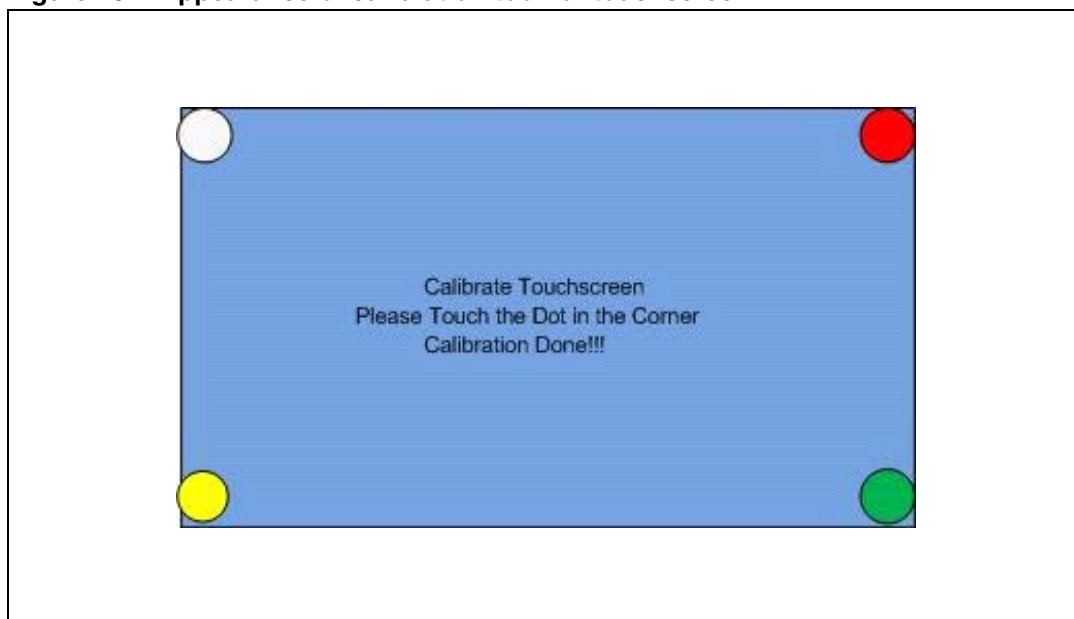 Calibrate Touchscreen
Please Touch the Dot in the Corner
Calibration Done!!!